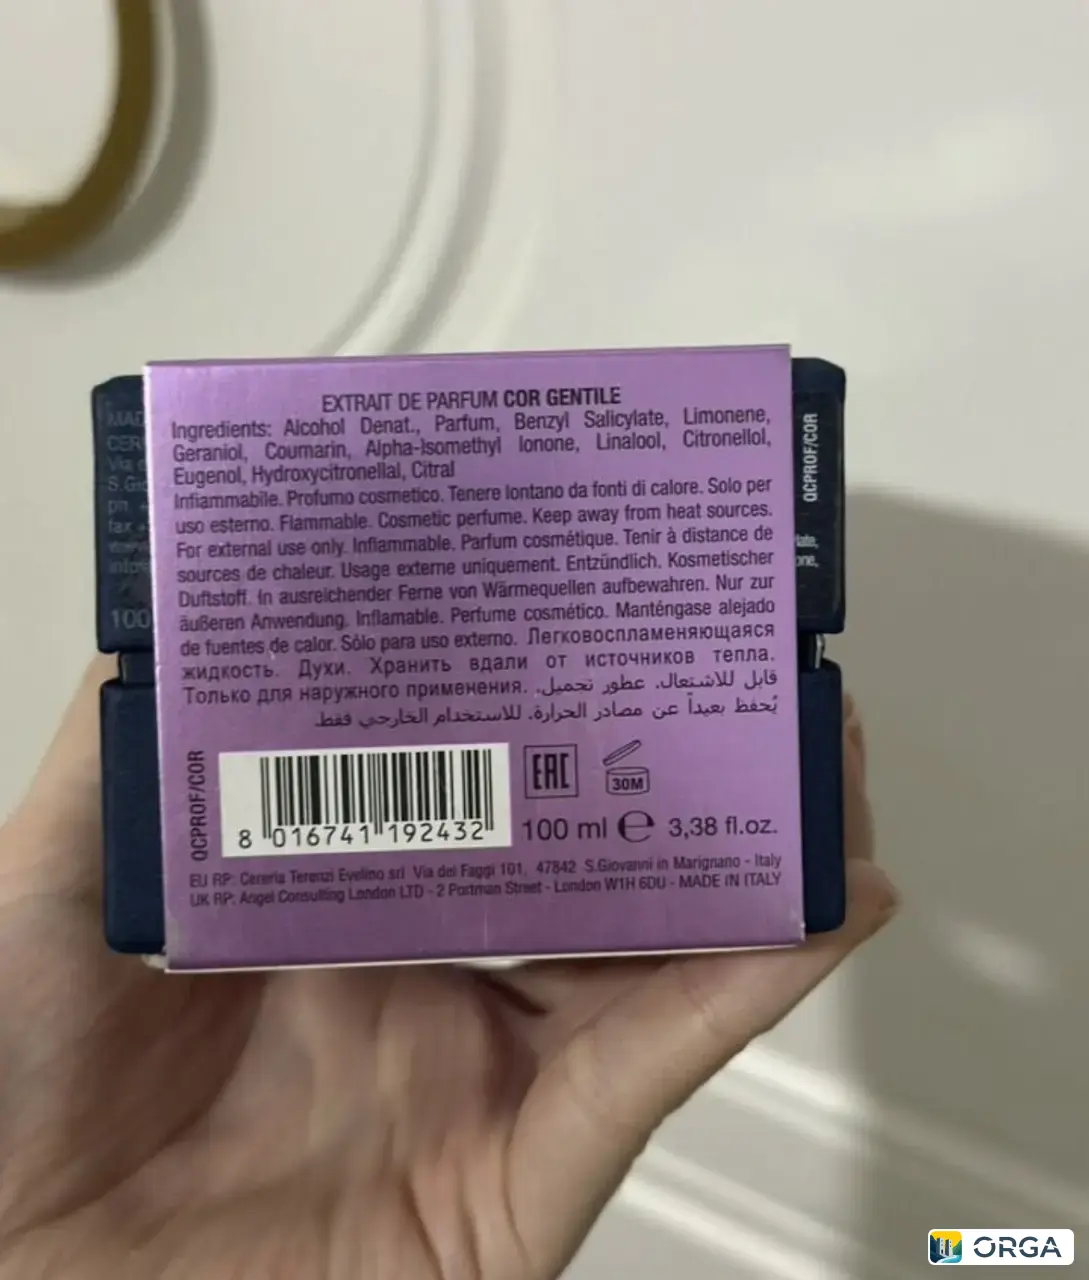 EXTRAIT DE PARFUM COR GENTILE
Ingredients: Alcohol Denat., Parfum, Benzyl Salicylate, Limonene,
Geraniol, Coumarin, Alpha-Isomethyl Ionone, Linalool, Citronellol,
Eugenol, Hydroxycitronellal, Citral
Infiammabile. Profumo cosmetico. Tenere lontano da fonti di calore. Solo per
uso esterno. Flammable. Cosmetic perfume. Keep away from heat sources.
For external use only. Inflammable. Parfum cosmétique. Tenir à distance de
sources de chaleur. Usage externe uniquement. Entzündlich. Kosmetischer
Duftstoff. In ausreichender Ferne von Wärmequellen aufbewahren. Nur zur
äußeren Anwendung. Inflamable. Perfume cosmético. Manténgase alejado
de fuentes de calor. Sólo para uso externo. Легковоспламеняющаяся
жидкость. Духи. Хранить вдали от источников тепла.
Только для наружного применения. قابل للاشتعال. عطور تجميل.
يُحفظ بعيداً عن مصادر الحرارة. للاستخدام الخارجي فقط.
QCPROF/COR
8 016741 192432
EAC
30M
100 ml e 3,38 fl.oz.
EU RP: Cereria Terenzi Evelino srl Via dei Faggi 101, 47842 S.Giovanni in Marignano - Italy
UK RP: Angel Consulting London LTD - 2 Portman Street - London W1H 6DU - MADE IN ITALY
MAD
CER
Via d
S.Gio
ph. +
fax +
100
QCPROF/COR
ORGA